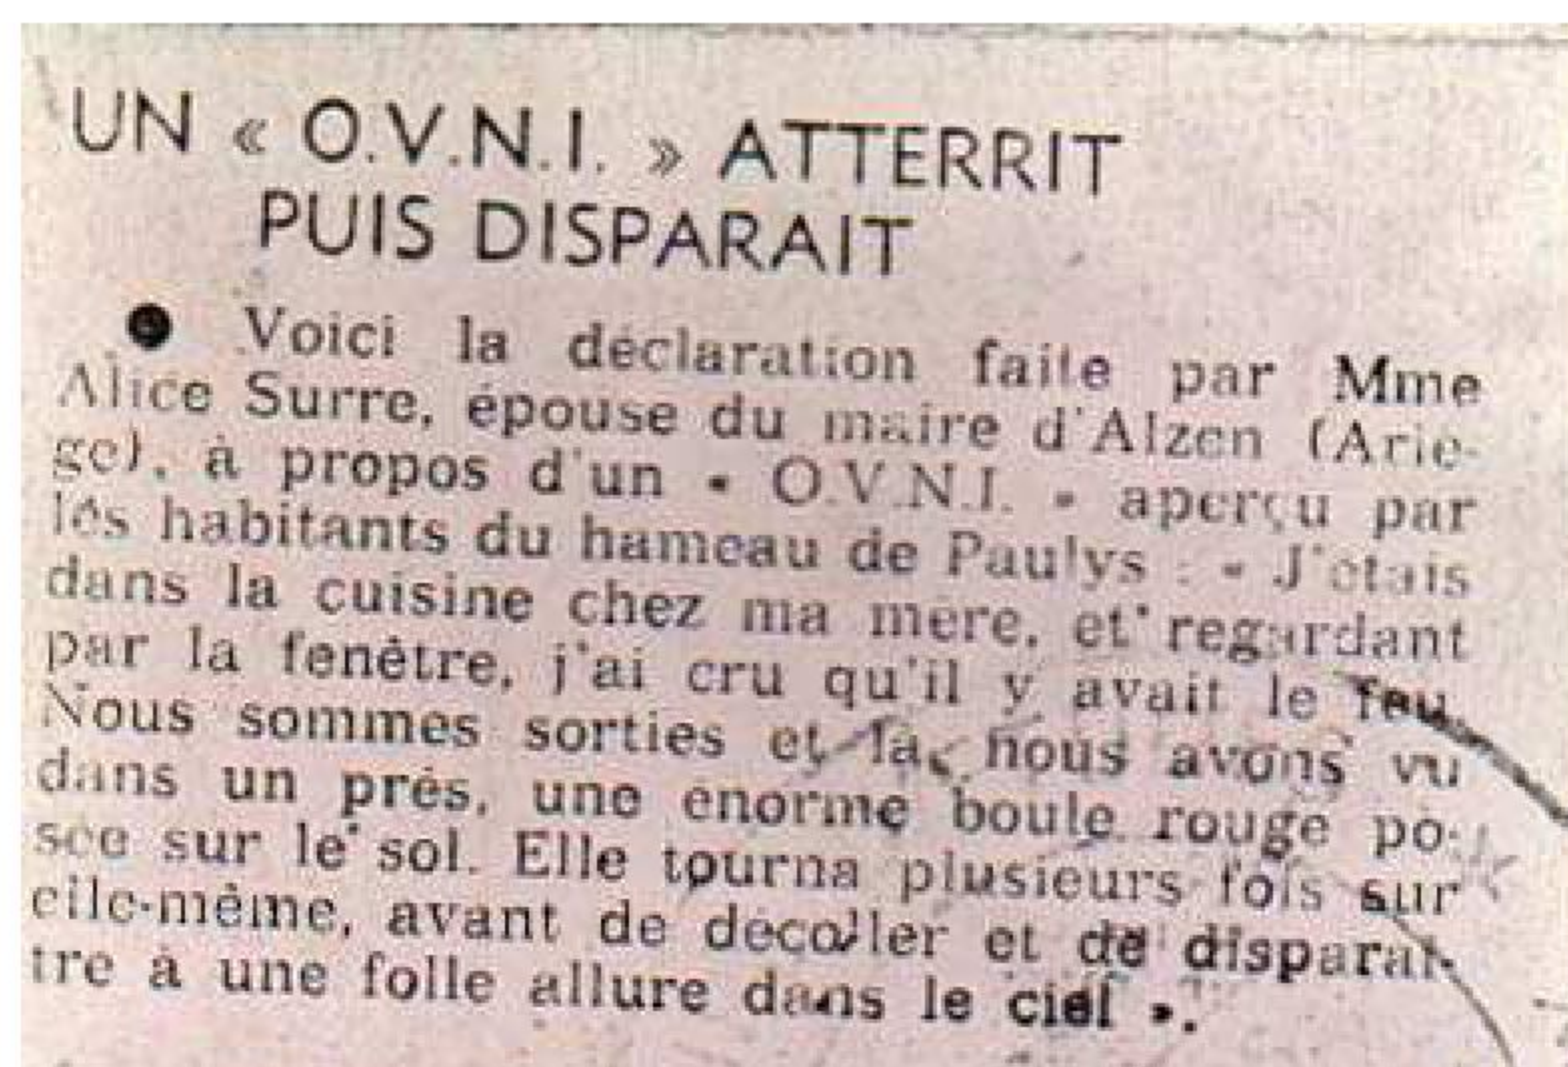 UN « O.V.N.I. » ATTERRIT
PUIS DISPARAIT
● Voici la déclaration faite par Mme
Alice Surre, épouse du maire d'Alzen (Arie-
ge), à propos d'un « O.V.N.I. » aperçu par
les habitants du hameau de Paulys : « J'étais
dans la cuisine chez ma mère, et regardant
par la fenêtre, j'ai cru qu'il y avait le feu.
Nous sommes sorties et là, nous avons vu
dans un prés, une énorme boule rouge po-
sée sur le sol. Elle tourna plusieurs fois sur
elle-même, avant de décoller et de disparaî-
tre à une folle allure dans le ciel ».